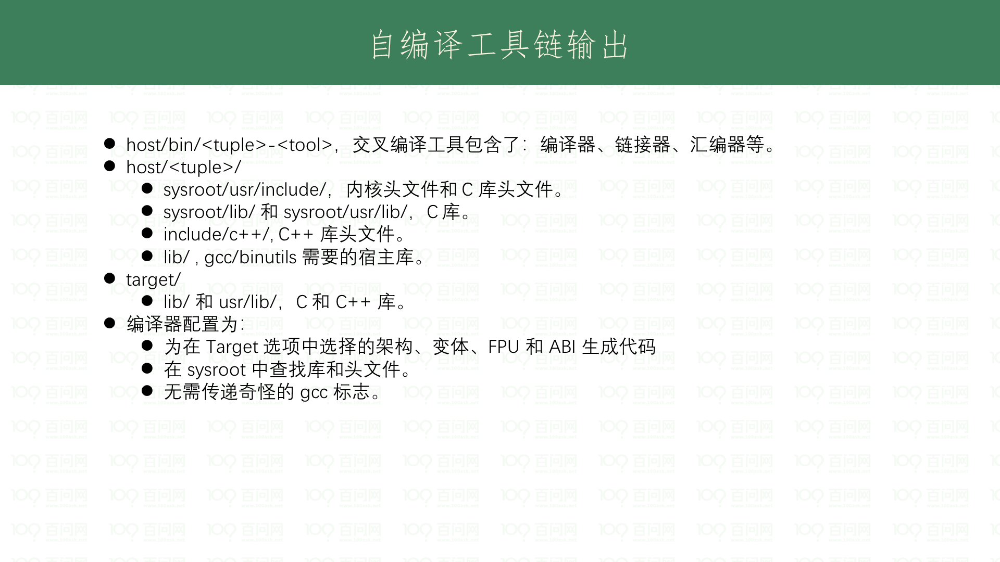 自编译工具链输出
● host/bin/<tuple>-<tool>，交叉编译工具包含了：编译器、链接器、汇编器等。
● host/<tuple>/
● sysroot/usr/include/，内核头文件和 C 库头文件。
● sysroot/lib/ 和 sysroot/usr/lib/，C 库。
● include/c++/, C++ 库头文件。
● lib/ , gcc/binutils 需要的宿主库。
● target/
● lib/ 和 usr/lib/，C 和 C++ 库。
● 编译器配置为：
● 为在 Target 选项中选择的架构、变体、FPU 和 ABI 生成代码
● 在 sysroot 中查找库和头文件。
● 无需传递奇怪的 gcc 标志。
百问网
www.100ask.net